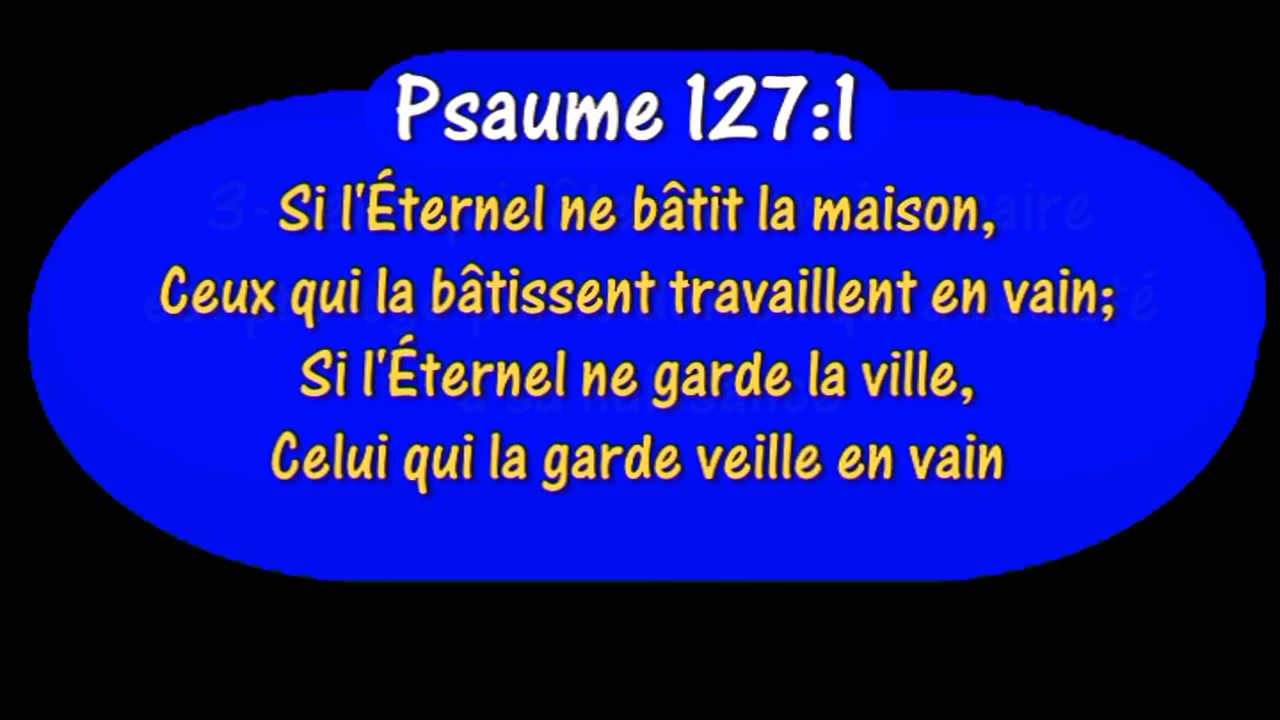 Psaume 127:1
Si l'Éternel ne bâtit la maison,
Ceux qui la bâtissent travaillent en vain;
Si l'Éternel ne garde la ville,
Celui qui la garde veille en vain